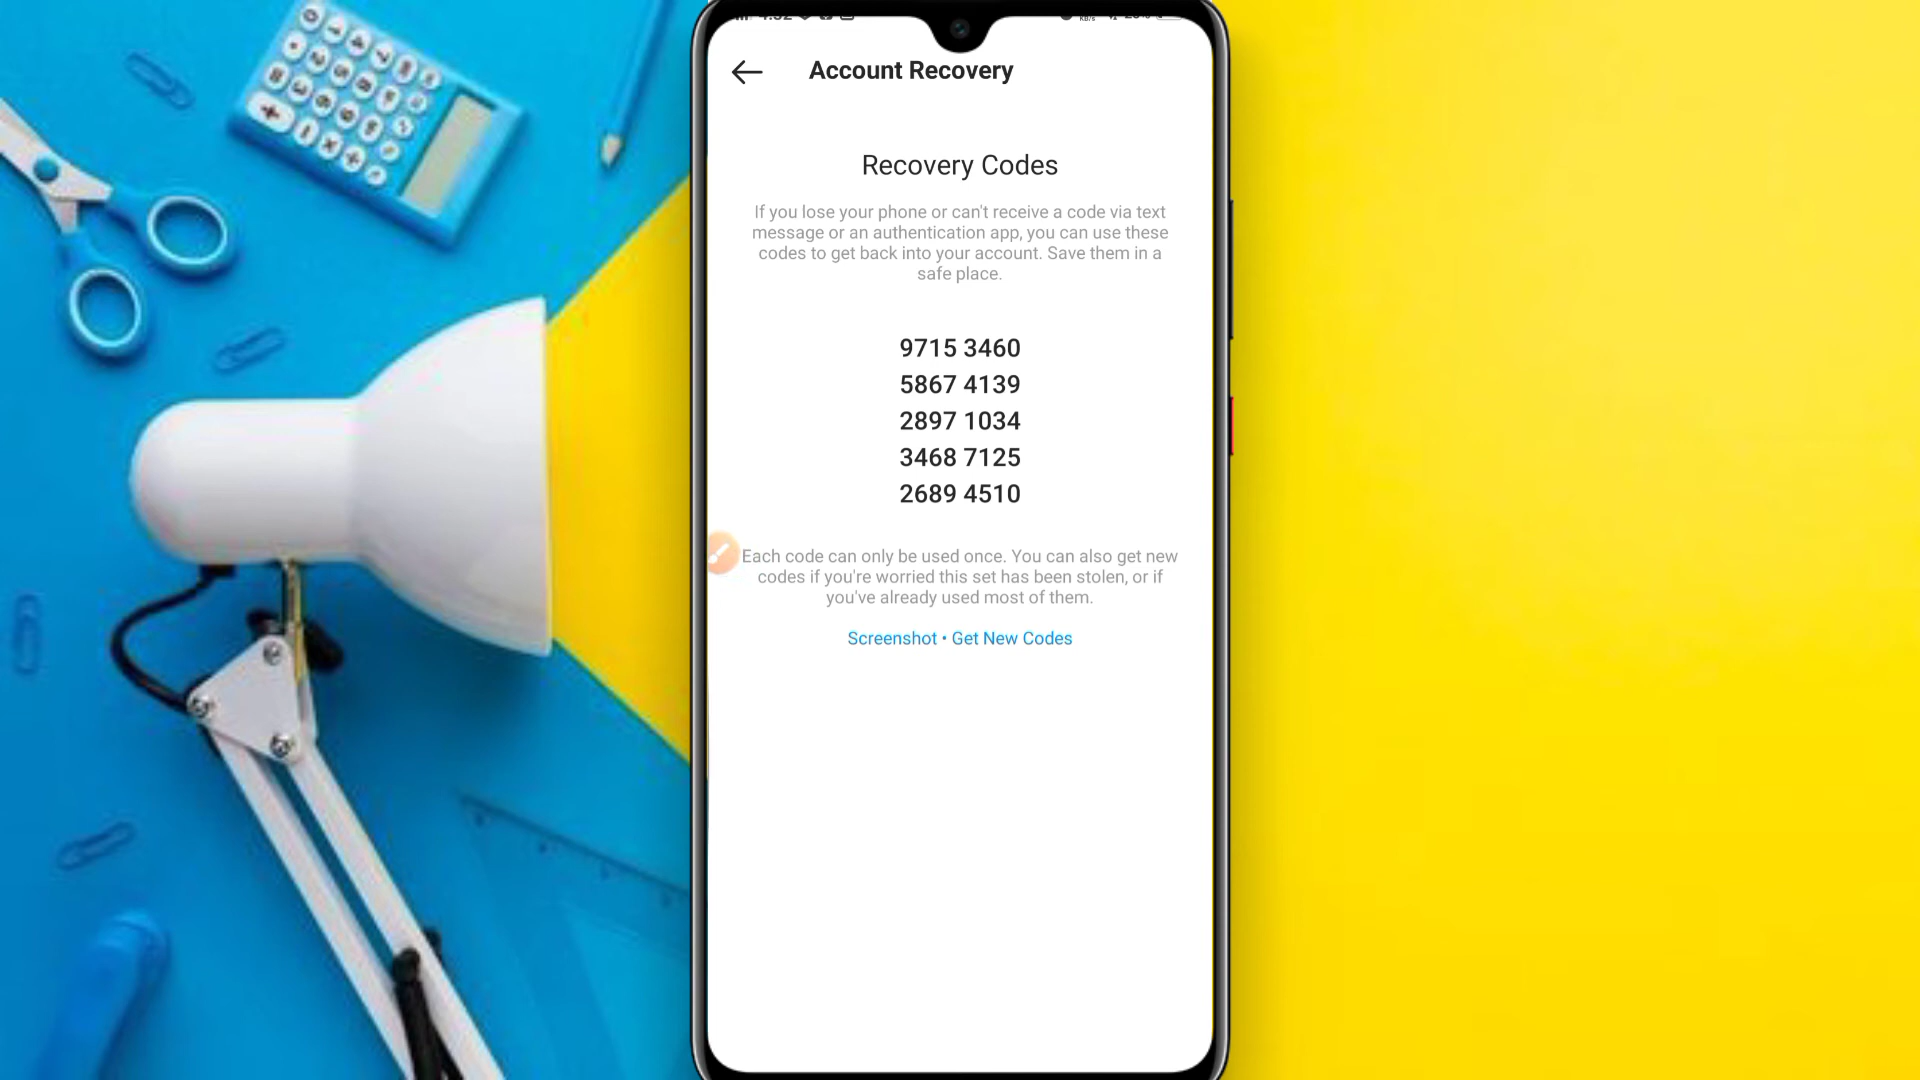 Account Recovery
Recovery Codes
If you lose your phone or can't receive a code via text
message or an authentication app, you can use these
codes to get back into your account. Save them in a
safe place.
9715 3460
5867 4139
2897 1034
3468 7125
2689 4510
Each code can only be used once. You can also get new
codes if you're worried this set has been stolen, or if
you've already used most of them.
Screenshot • Get New Codes